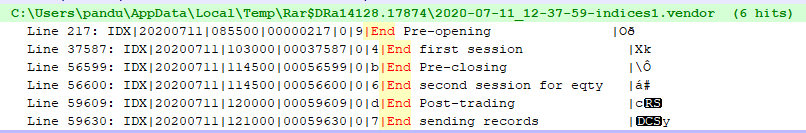 C:\Users\pandu\AppData\Local\Temp\Rar$DRa14128.17874\2020-07-11_12-37-59-indices1.vendor (6 hits)
Line 217: IDX|20200711|085500|00000217|0|9|End Pre-opening |Oð
Line 37587: IDX|20200711|103000|00037587|0|4|End first session |Xk
Line 56599: IDX|20200711|114500|00056599|0|b|End Pre-closing |\Ô
Line 56600: IDX|20200711|114500|00056600|0|6|End second session for eqty |á#
Line 59609: IDX|20200711|120000|00059609|0|d|End Post-trading |cRS
Line 59630: IDX|20200711|121000|00059630|0|7|End sending records |DCSy